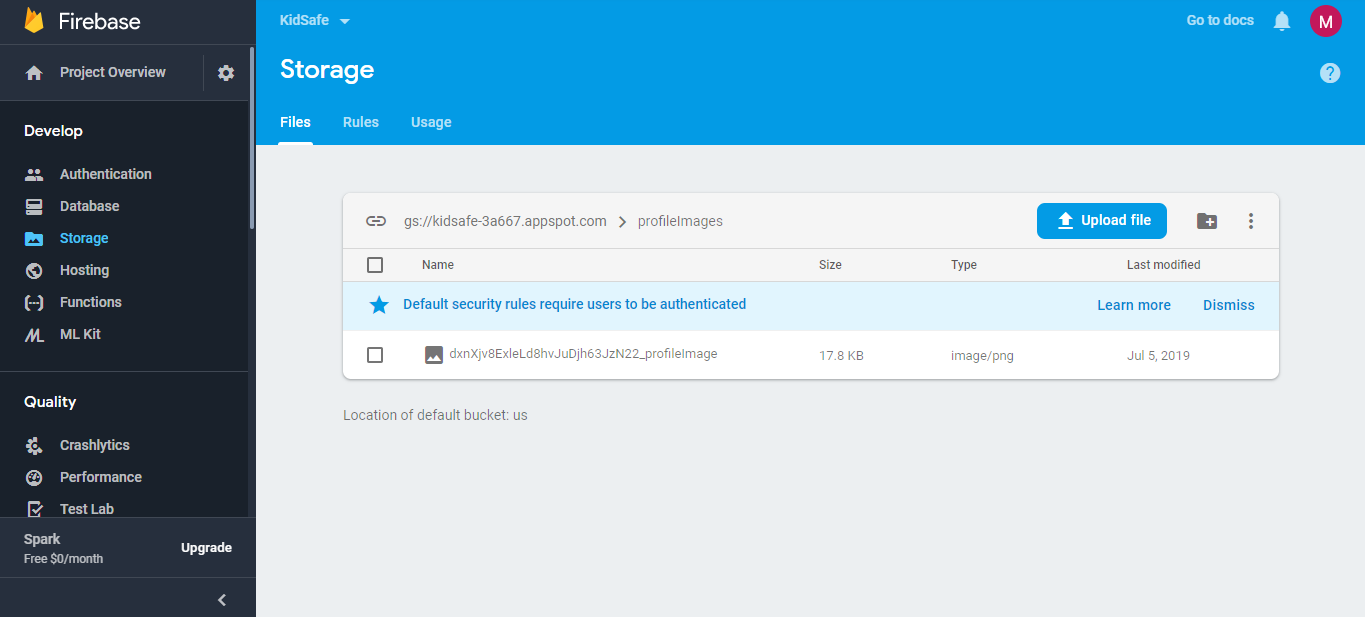 Firebase
Project Overview
Develop
Authentication
Database
Storage
Hosting
Functions
ML Kit
Quality
Crashlytics
Performance
Test Lab
Spark
Free $0/month
Upgrade
KidSafe
Go to docs
M
Storage
?
Files Rules Usage
gs://kidsafe-3a667.appspot.com > profileImages
Upload file
Name Size Type Last modified
Default security rules require users to be authenticated Learn more Dismiss
dxnXjv8ExleLd8hvJuDjh63JzN22_profileImage 17.8 KB image/png Jul 5, 2019
Location of default bucket: us